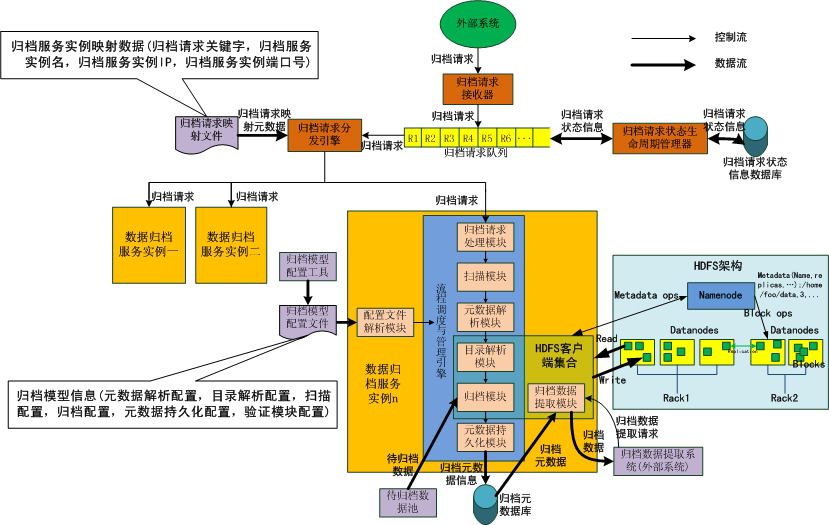 外部系统
控制流
数据流
归档服务实例映射数据(归档请求关键字，归档服务
实例名，归档服务实例IP，归档服务实例端口号)
归档请求
归档请求
接收器
归档请求
归档请求映
射文件
归档请求映
射元数据
归档请求分
发引擎
归档请求
R1 R2 R3 R4 R5 R6 ···
归档请求队列
归档请求
状态信息
归档请求状态生
命周期管理器
归档请求
状态信息
归档请求状态
信息数据库
归档请求
归档请求
归档请求
数据归档
服务实例一
数据归档
服务实例二
归档请求
处理模块
扫描模块
元数据解
析模块
目录解析
模块
归档模块
元数据持
久化模块
流程调度与管理引擎
归档模型
配置工具
归档模型
配置文件
配置文件
解析模块
数据归
档服务
实例n
HDFS客户
端集合
归档数据
提取模块
HDFS架构
Metadata(Name,re
plicas,…):/home
/foo/data,3,...
Metadata ops
Namenode
Block ops
Datanodes
Datanodes
Read
Replication
Blocks
Write
Rack1
Rack2
归档模型信息(元数据解析配置，目录解析配置，扫描
配置，归档配置，元数据持久化配置，验证模块配置)
待归档
数据
待归档数
据池
归档元数
据信息
归档元
数据库
归档
元数据
归档
数据
归档数据
提取请求
归档数据提取系
统(外部系统)